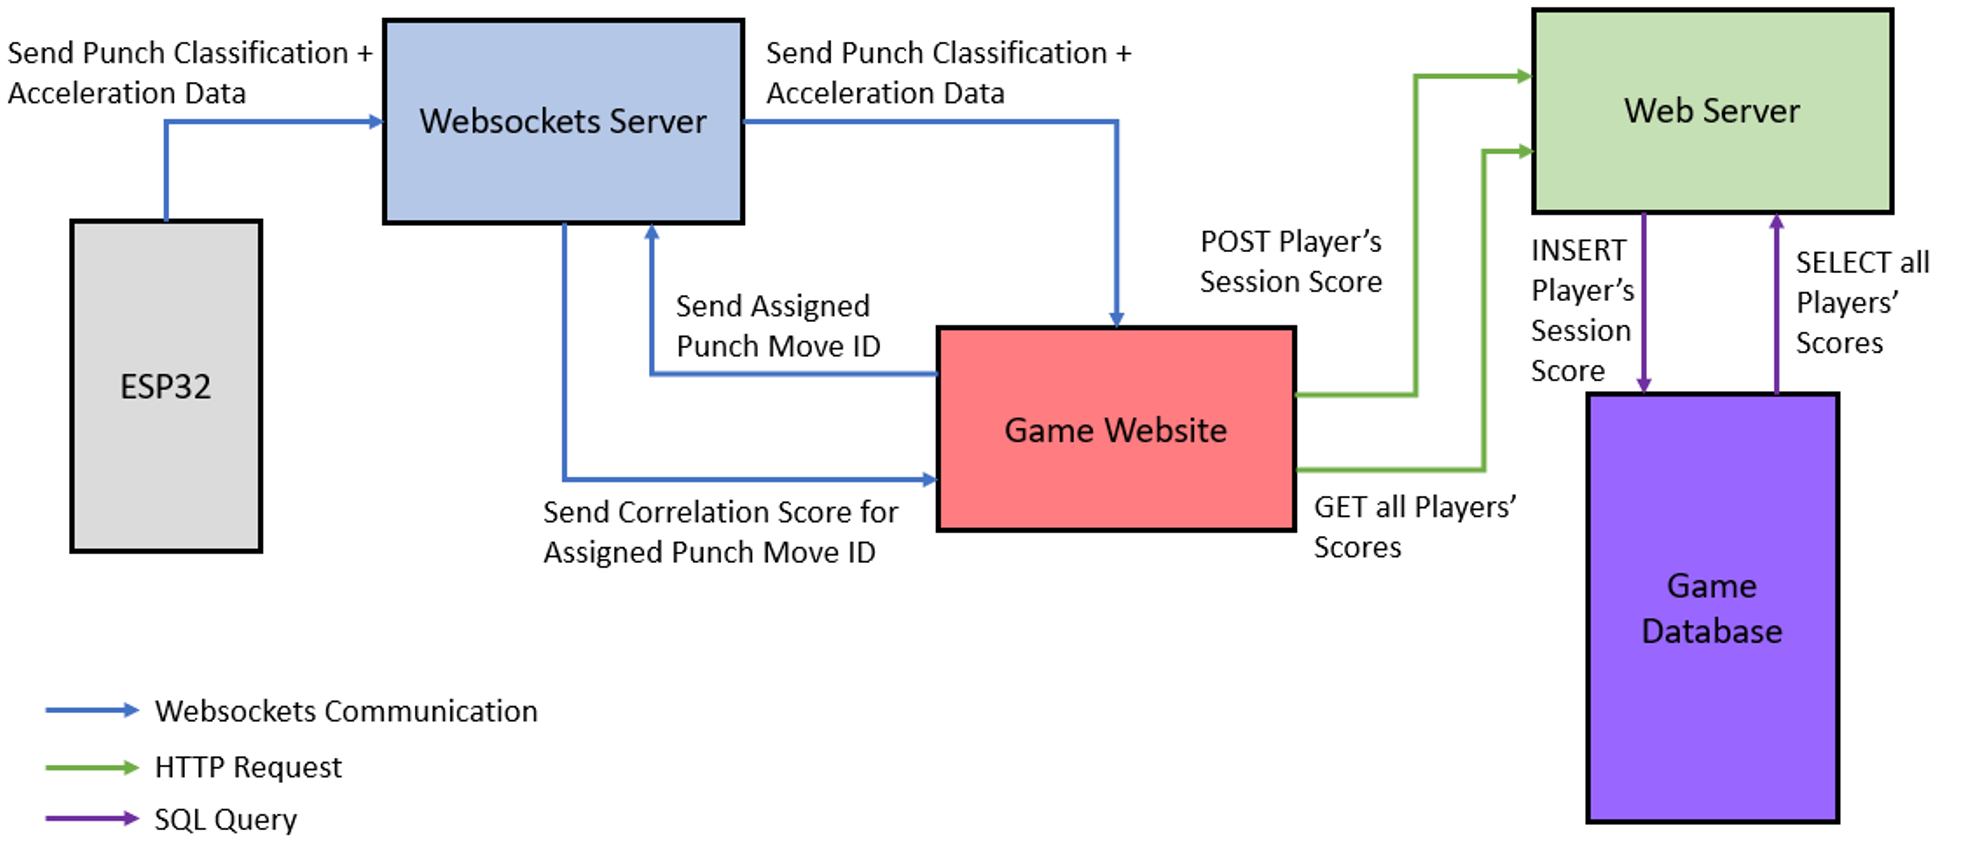 Send Punch Classification +
Acceleration Data
Websockets Server
Send Punch Classification +
Acceleration Data
Web Server
ESP32
Send Assigned
Punch Move ID
Send Correlation Score for
Assigned Punch Move ID
Game Website
POST Player’s
Session Score
GET all Players’
Scores
INSERT
Player’s
Session
Score
SELECT all
Players’
Scores
Game
Database
Websockets Communication
HTTP Request
SQL Query